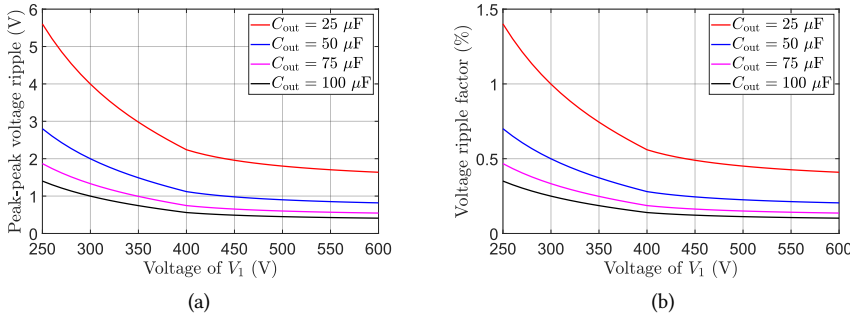 6
5
4
3
2
1
0
Peak-peak voltage ripple (V)
C_out = 25 μF
C_out = 50 μF
C_out = 75 μF
C_out = 100 μF
250 300 350 400 450 500 550 600
Voltage of V_1 (V)
(a)
1.5
1
0.5
0
Voltage ripple factor (%)
C_out = 25 μF
C_out = 50 μF
C_out = 75 μF
C_out = 100 μF
250 300 350 400 450 500 550 600
Voltage of V_1 (V)
(b)